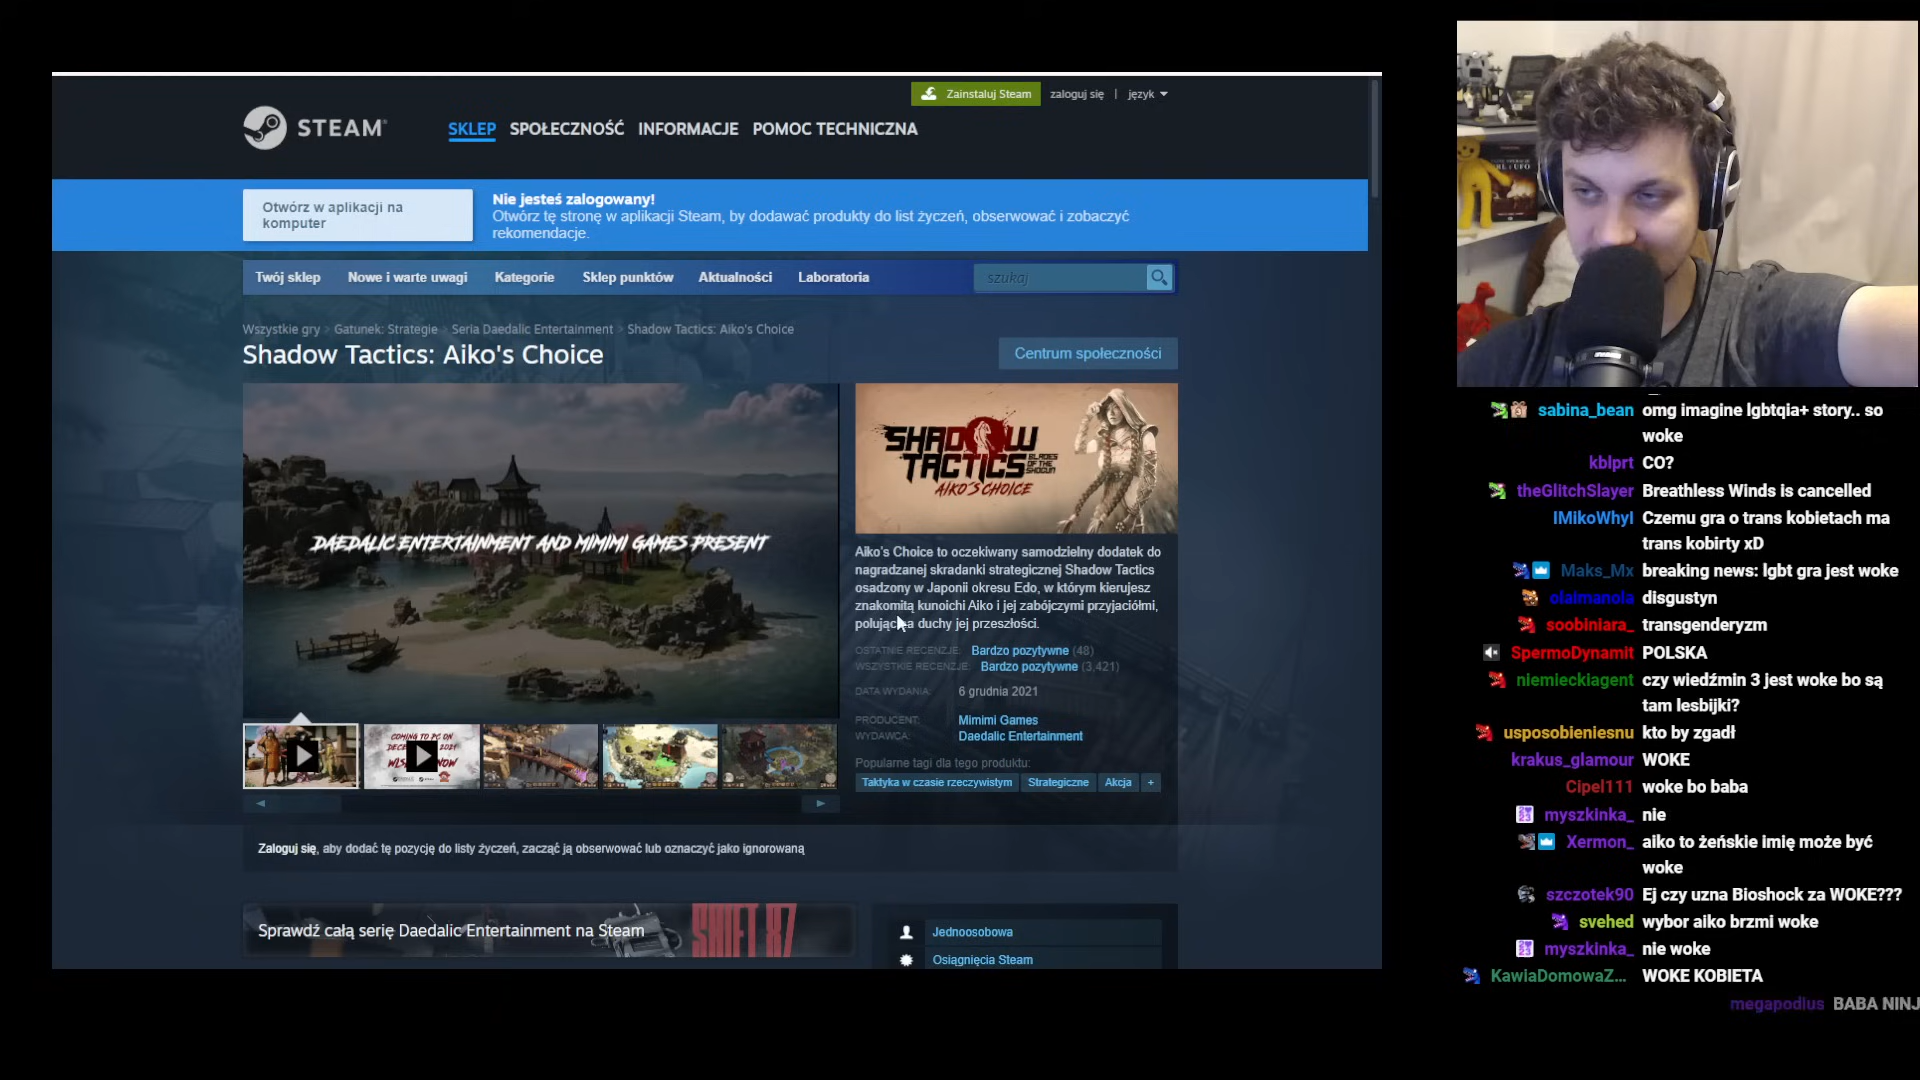 Zainstaluj Steam
zaloguj się | język
STEAM
SKLEP SPOŁECZNOŚĆ INFORMACJE POMOC TECHNICZNA
Otwórz w aplikacji na
komputer
Nie jesteś zalogowany!
Otwórz tę stronę w aplikacji Steam, by dodawać produkty do list życzeń, obserwować i zobaczyć
rekomendacje.
Twój sklep Nowe i warte uwagi Kategorie Sklep punktów Aktualności Laboratoria
szukaj
Wszystkie gry > Gatunek: Strategie > Seria Daedalic Entertainment > Shadow Tactics: Aiko's Choice
Shadow Tactics: Aiko's Choice
Centrum społeczności
DAEDALIC ENTERTAINMENT AND MIMIMI GAMES PRESENT
SHADOW
TACTICS
BLADES
OF THE
SHOGUN
AIKO'S CHOICE
Aiko's Choice to oczekiwany samodzielny dodatek do
nagradzanej skradanki strategicznej Shadow Tactics
osadzony w Japonii okresu Edo, w którym kierujesz
znakomitą kunoichi Aiko i jej zabójczymi przyjaciółmi,
duchy jej przeszłości.
OSTATNIE RECENZJE: Bardzo pozytywne (48)
WSZYSTKIE RECENZJE: Bardzo pozytywne (3,421)
DATA WYDANIA: 6 grudnia 2021
PRODUCENT: Mimimi Games
WYDAWCA: Daedalic Entertainment
Popularne tagi dla tego produktu:
Taktyka w czasie rzeczywistym Strategiczne Akcja +
COMING TO PC ON
Zaloguj się, aby dodać tę pozycję do listy życzeń, zacząć ją obserwować lub oznaczyć jako ignorowaną
Sprawdź całą serię Daedalic Entertainment na Steam
Jednoosobowa
Osiągnięcia Steam
sabina_bean omg imagine lgbtqia+ story.. so
woke
kblprt CO?
theGlitchSlayer Breathless Winds is cancelled
IMikoWhyI Czemu gra o trans kobietach ma
trans kobirty xD
Maks_Mx breaking news: lgbt gra jest woke
olaimanola disgustyn
soobiniara_ transgenderyzm
SpermoDynamit POLSKA
niemieckiagent czy wiedźmin 3 jest woke bo są
tam lesbijki?
usposobieniesnu kto by zgadł
krakus_glamour WOKE
Cipel111 woke bo baba
myszkinka_ nie
Xermon_ aiko to żeńskie imię może być
woke
szczotek90 Ej czy uzna Bioshock za WOKE???
svehed wybor aiko brzmi woke
myszkinka_ nie woke
KawiaDomowaZ... WOKE KOBIETA
megapodius BABA NINJ